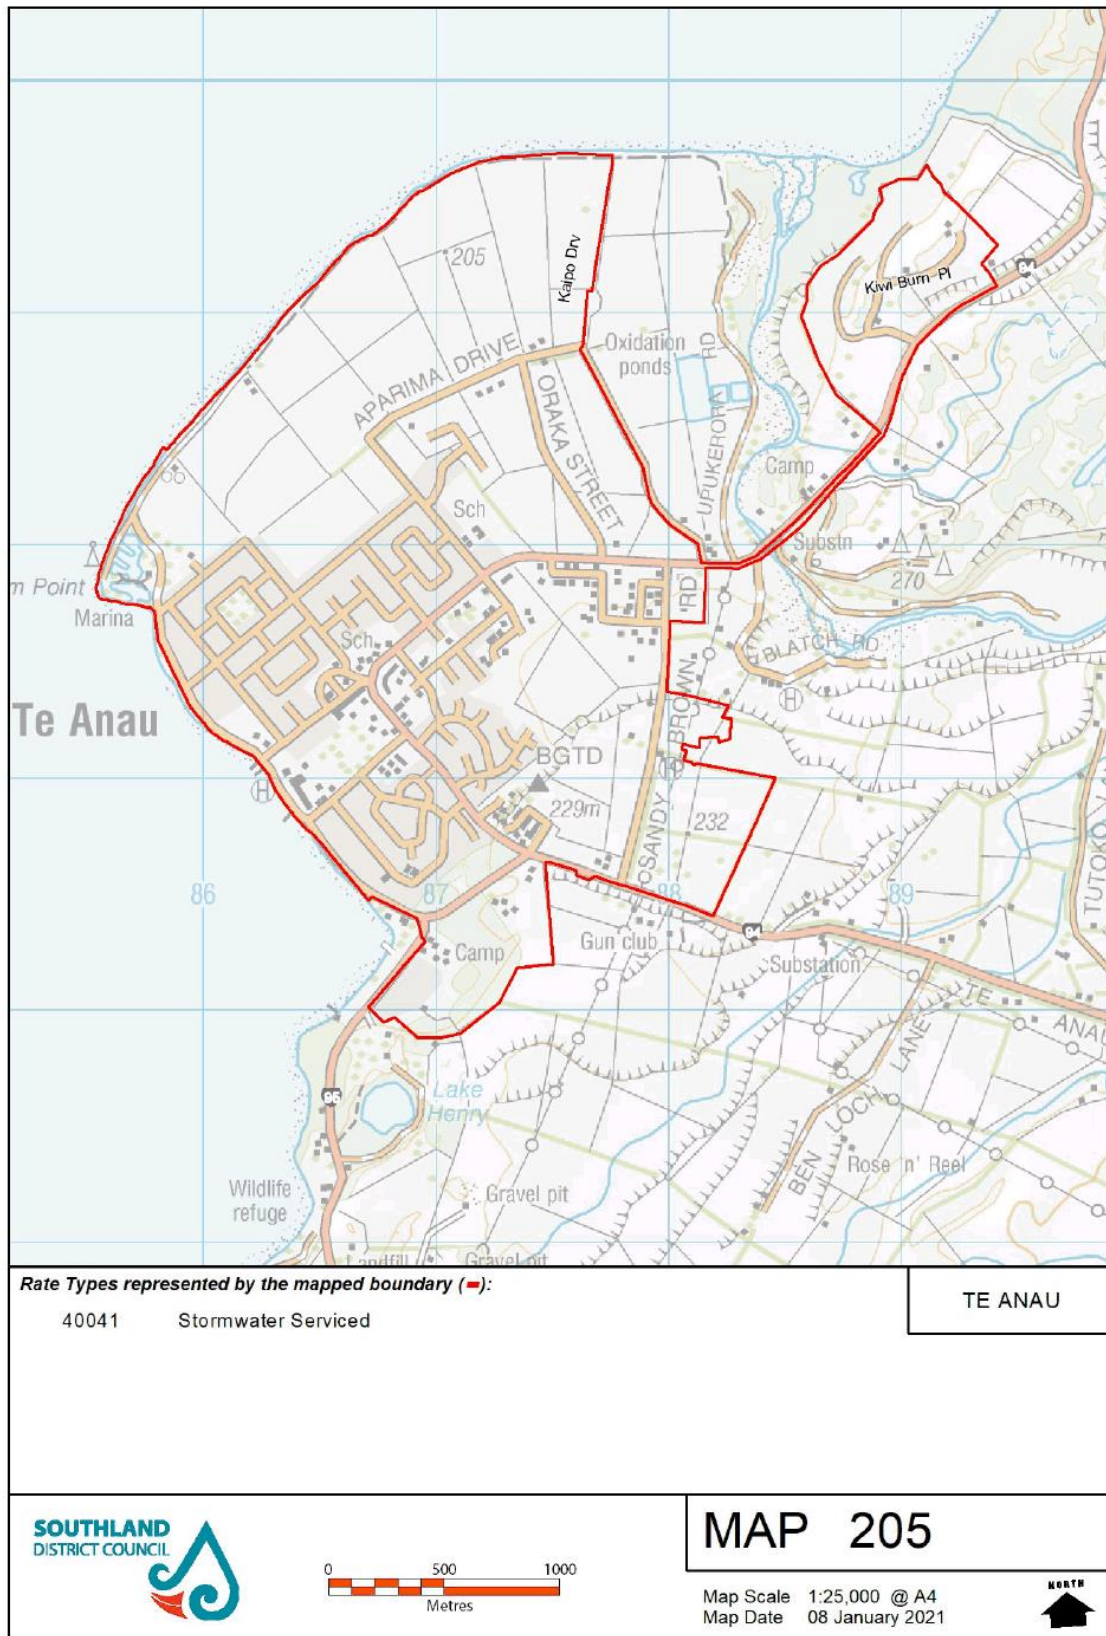 205
Kaipo Drv
94
Kiwi Burn Pl
Oxidation
ponds
APARIMA DRIVE
ORAKA STREET
UPUKERORA RD
Camp
Sch
Substn
270
m Point
Marina
RD
BLATCH RD
Sch
Te Anau
BROWN
BGTD
H
H
H
229m
SANDY
232
86
87
88
89
TUTOKO
94
Camp
Gun club
Substation
TE ANAU
LANE
95
Lake
Henry
LOCH
BEN
Rose 'n' Reel
Wildlife
refuge
Gravel pit
Landfill
Gravel pit
Rate Types represented by the mapped boundary ( ):
40041 Stormwater Serviced
TE ANAU
SOUTHLAND
DISTRICT COUNCIL
0 500 1000
Metres
MAP 205
Map Scale 1:25,000 @ A4
Map Date 08 January 2021
NORTH